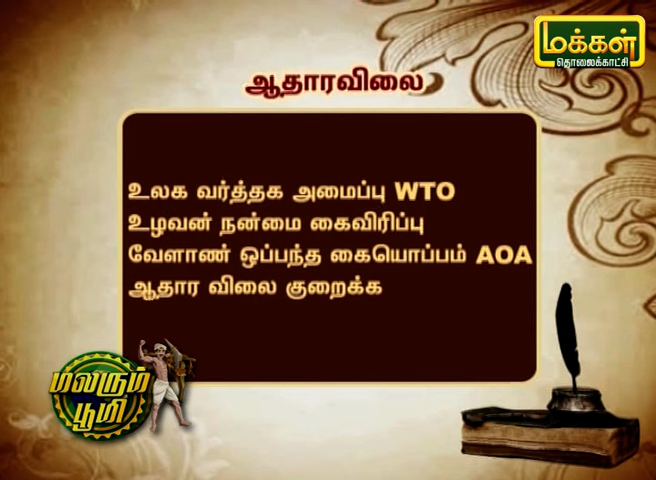 மக்கள்
தொலைக்காட்சி
ஆதாரவிலை
உலக வர்த்தக அமைப்பு WTO
உழவன் நன்மை கைவிரிப்பு
வேளாண் ஒப்பந்த கையொப்பம் AOA
ஆதார விலை குறைக்க
மலரும்
பூமி